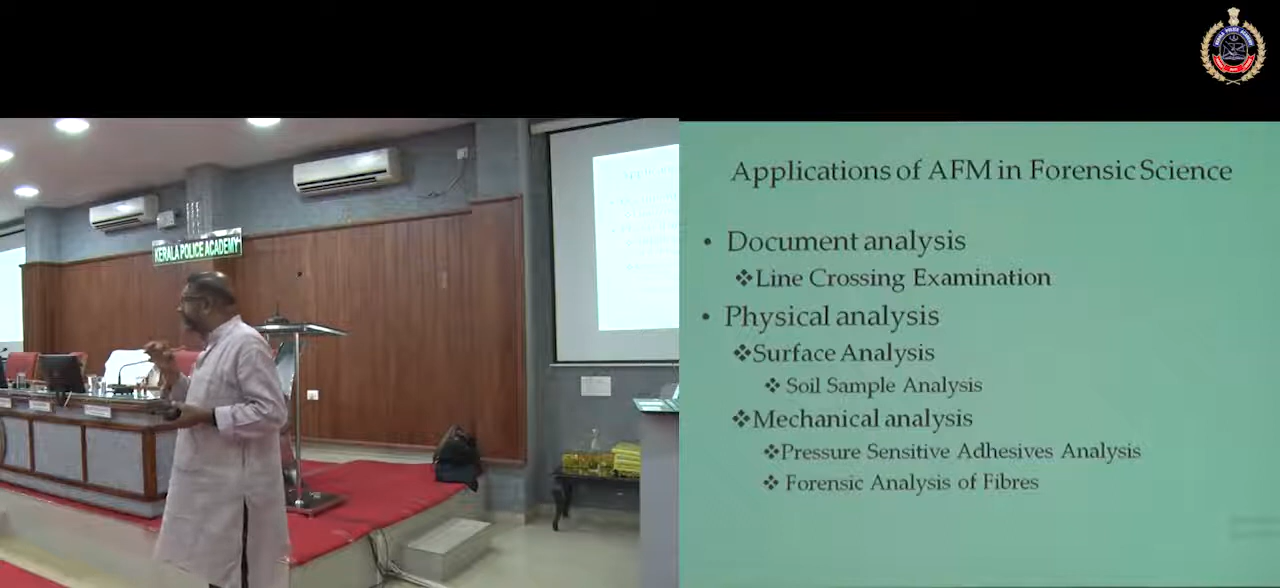 KERALA POLICE ACADEMY
Applications of AFM in Forensic Science
• Document analysis
❖Line Crossing Examination
• Physical analysis
❖Surface Analysis
❖ Soil Sample Analysis
❖Mechanical analysis
❖Pressure Sensitive Adhesives Analysis
❖ Forensic Analysis of Fibres